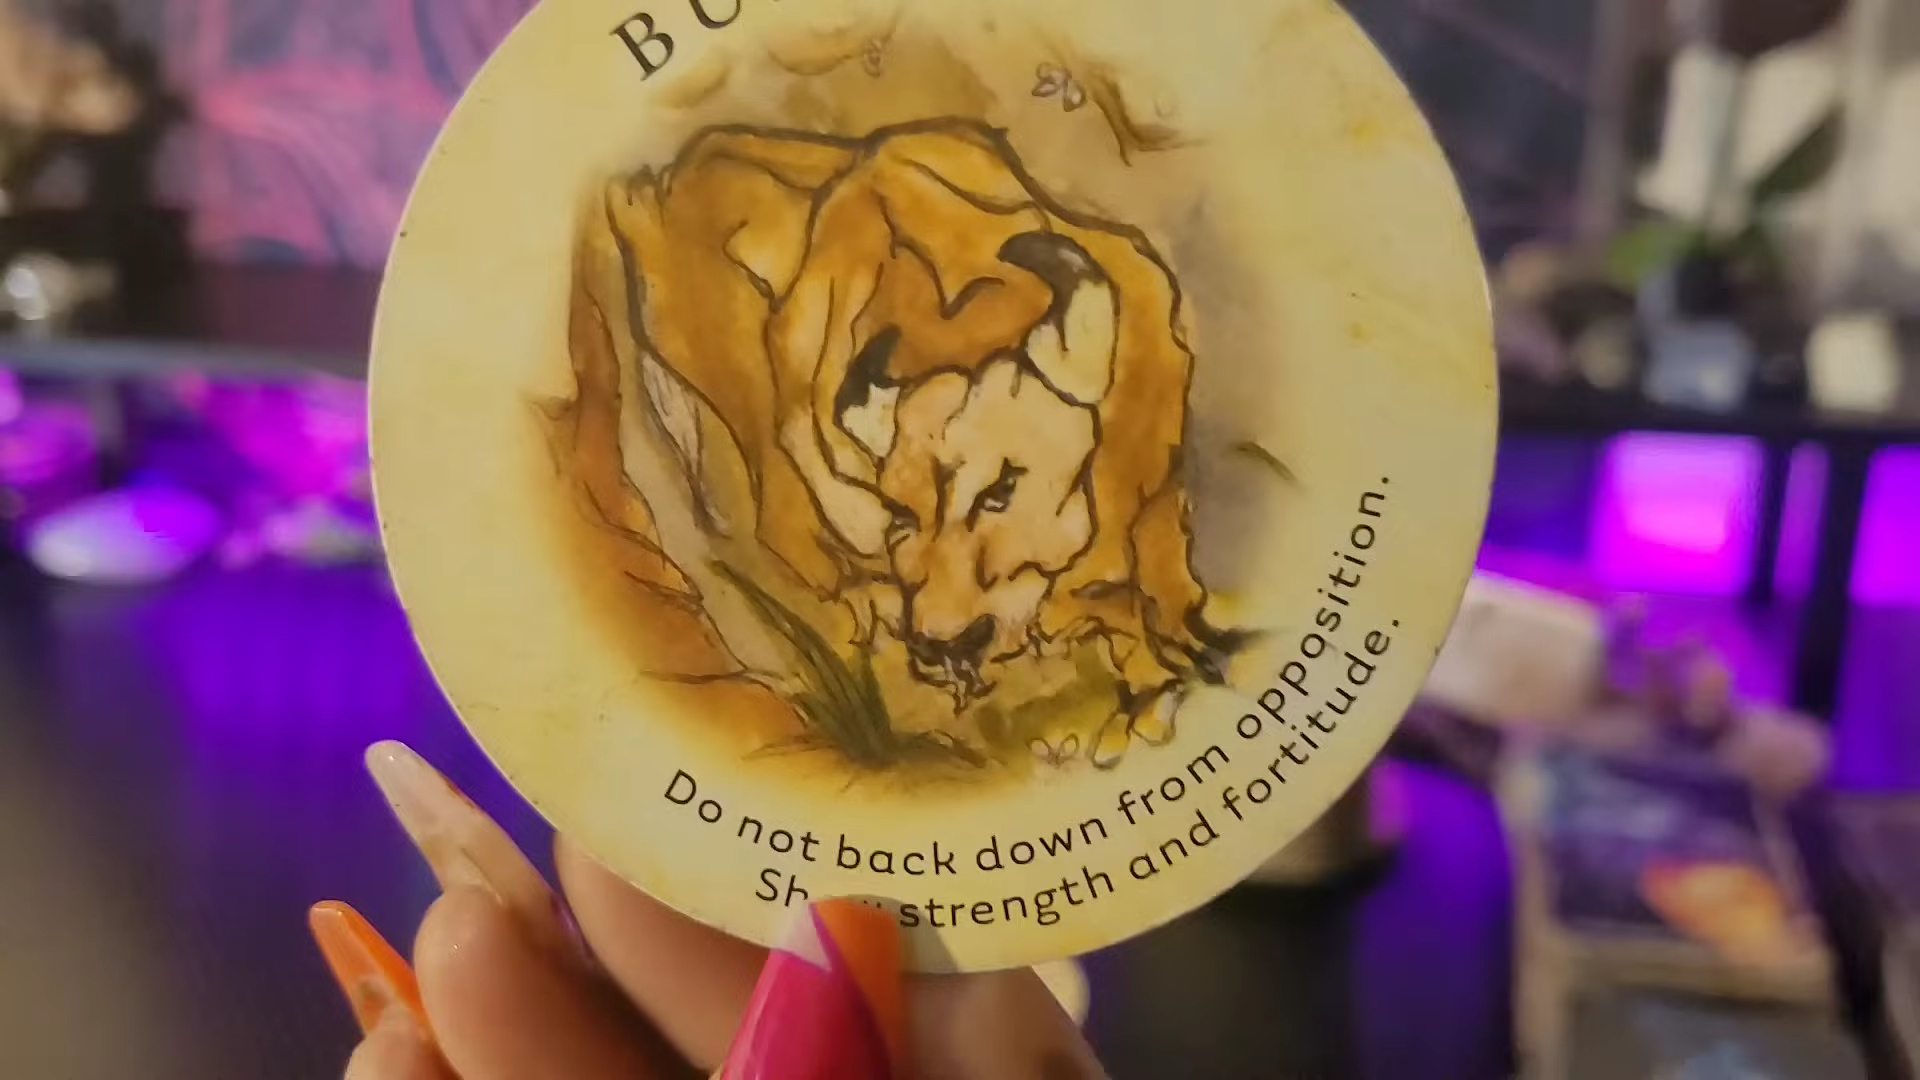 Do not back down from opposition.
strength and fortitude.